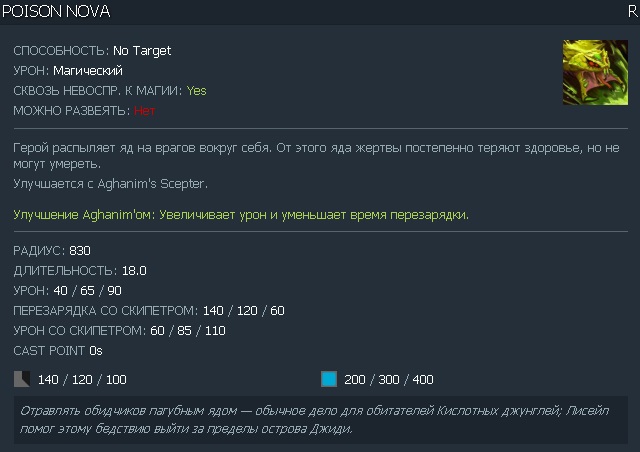 POISON NOVA R
СПОСОБНОСТЬ: No Target
УРОН: Магический
СКВОЗЬ НЕВОСПР. К МАГИИ: Yes
МОЖНО РАЗВЕЯТЬ: Нет
Герой распыляет яд на врагов вокруг себя. От этого яда жертвы постепенно теряют здоровье, но не
могут умереть.
Улучшается с Aghanim's Scepter.
Улучшение Aghanim'ом: Увеличивает урон и уменьшает время перезарядки.
РАДИУС: 830
ДЛИТЕЛЬНОСТЬ: 18.0
УРОН: 40 / 65 / 90
ПЕРЕЗАРЯДКА СО СКИПЕТРОМ: 140 / 120 / 60
УРОН СО СКИПЕТРОМ: 60 / 85 / 110
CAST POINT 0s
140 / 120 / 100 200 / 300 / 400
Отравлять обидчиков пагубным ядом — обычное дело для обитателей Кислотных джунглей; Лисейл
помог этому бедствию выйти за пределы острова Джиди.